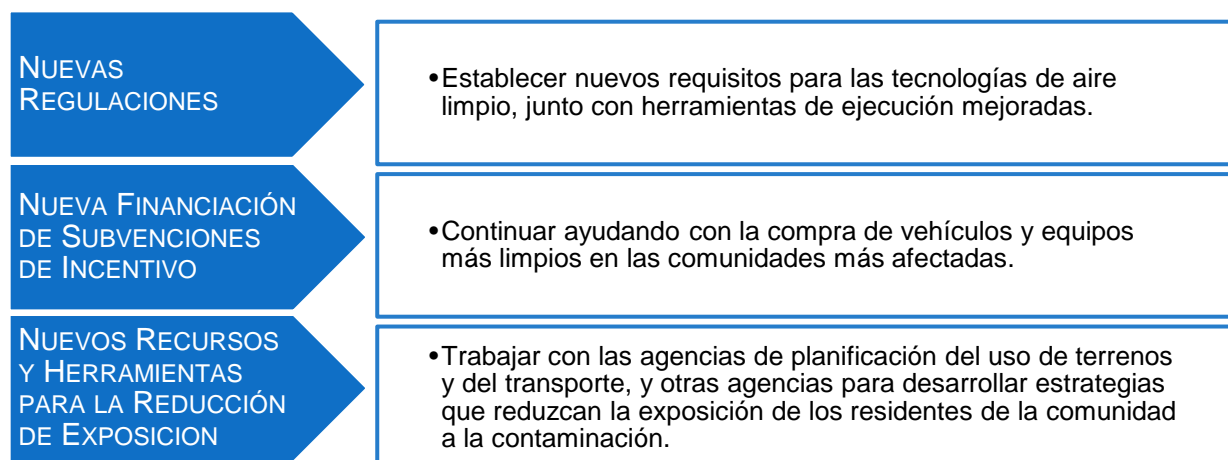 NUEVAS
REGULACIONES
•Establecer nuevos requisitos para las tecnologías de aire
limpio, junto con herramientas de ejecución mejoradas.
NUEVA FINANCIACIÓN
DE SUBVENCIONES
DE INCENTIVO
•Continuar ayudando con la compra de vehículos y equipos
más limpios en las comunidades más afectadas.
NUEVOS RECURSOS
Y HERRAMIENTAS
PARA LA REDUCCIÓN
DE EXPOSICION
•Trabajar con las agencias de planificación del uso de terrenos
y del transporte, y otras agencias para desarrollar estrategias
que reduzcan la exposición de los residentes de la comunidad
a la contaminación.